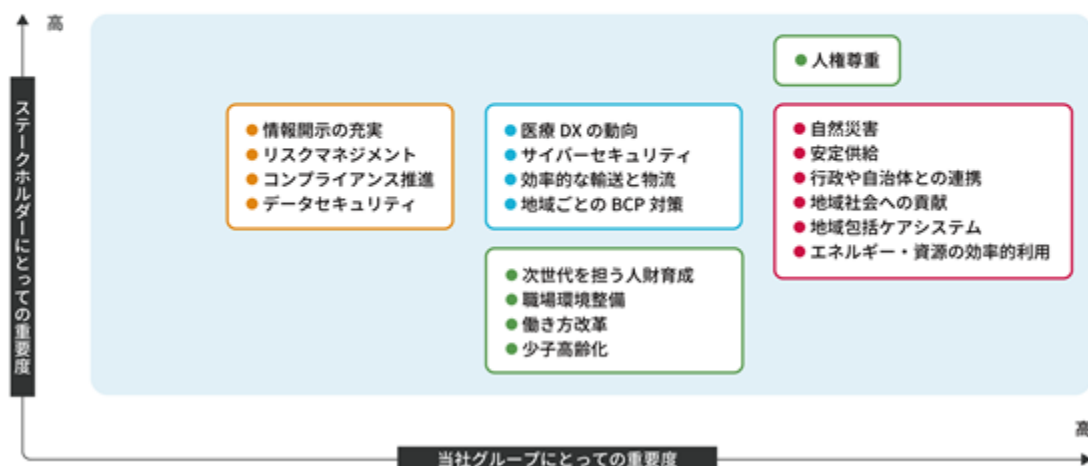 高
ステークホルダーにとっての重要度
人権尊重
情報開示の充実
リスクマネジメント
コンプライアンス推進
データセキュリティ
医療 DX の動向
サイバーセキュリティ
効率的な輸送と物流
地域ごとの BCP 対策
自然災害
安定供給
行政や自治体との連携
地域社会への貢献
地域包括ケアシステム
エネルギー・資源の効率的利用
次世代を担う人財育成
職場環境整備
働き方改革
少子高齢化
高
当社グループにとっての重要度